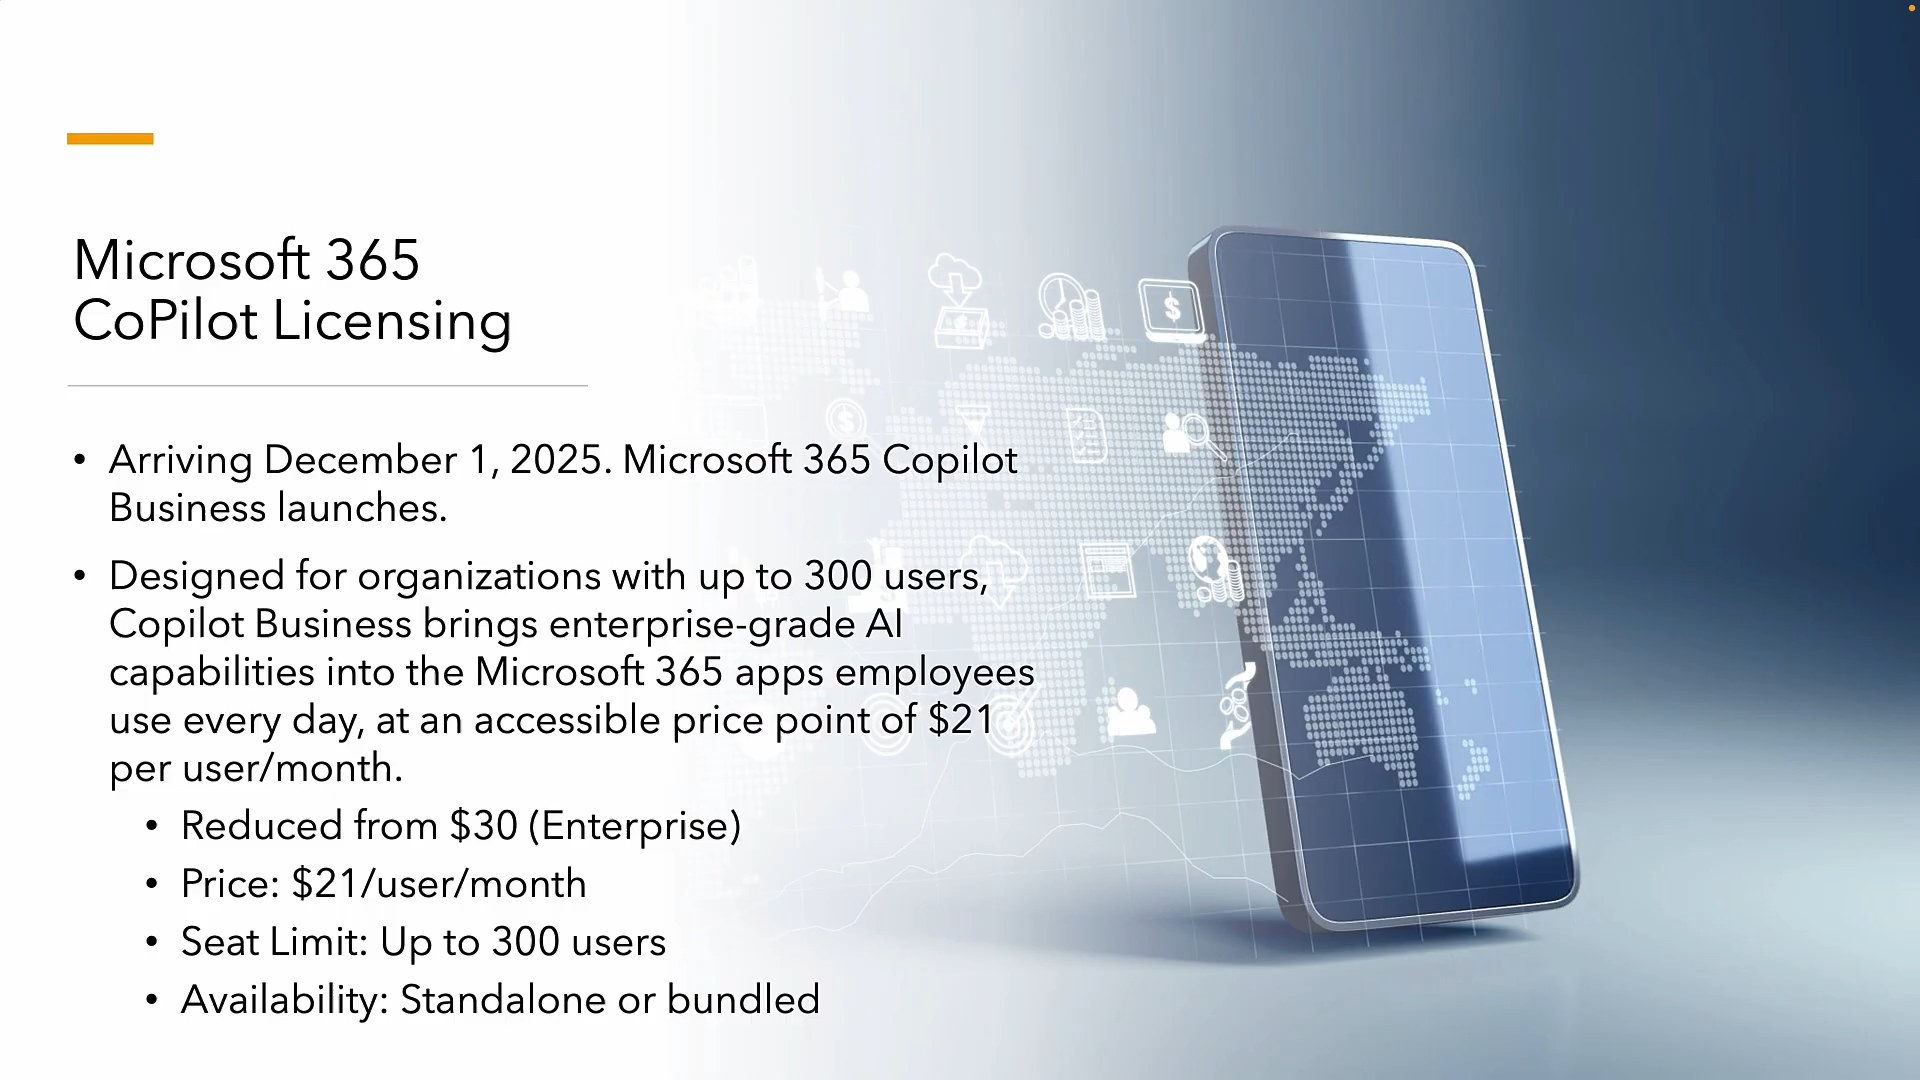 Microsoft 365
CoPilot Licensing
• Arriving December 1, 2025. Microsoft 365 Copilot
Business launches.
• Designed for organizations with up to 300 users,
Copilot Business brings enterprise-grade AI
capabilities into the Microsoft 365 apps employees
use every day, at an accessible price point of $21
per user/month.
• Reduced from $30 (Enterprise)
• Price: $21/user/month
• Seat Limit: Up to 300 users
• Availability: Standalone or bundled